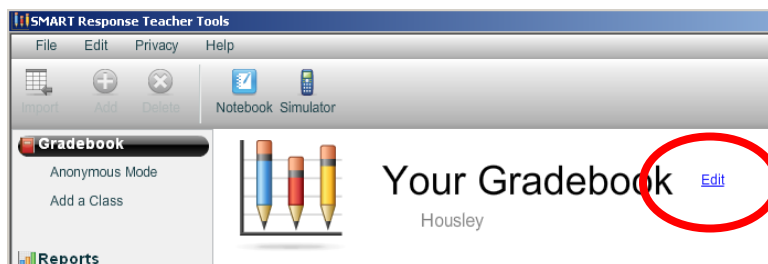 SMART Response Teacher Tools
File Edit Privacy Help
Import Add Delete Notebook Simulator
Gradebook
Anonymous Mode
Add a Class
Reports
Your Gradebook Edit
Housley